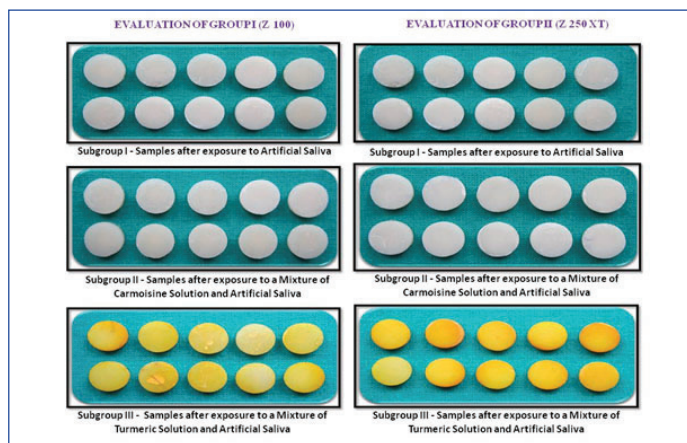 EVALUATION OF GROUP I (Z 100)
Subgroup I - Samples after exposure to Artificial Saliva
Subgroup II - Samples after exposure to a Mixture of
Carmoisine Solution and Artificial Saliva
Subgroup III - Samples after exposure to a Mixture of
Turmeric Solution and Artificial Saliva
EVALUATION OF GROUP II (Z 250 XT)
Subgroup I - Samples after exposure to Artificial Saliva
Subgroup II - Samples after exposure to a Mixture of
Carmoisine Solution and Artificial Saliva
Subgroup III - Samples after exposure to a Mixture of
Turmeric Solution and Artificial Saliva